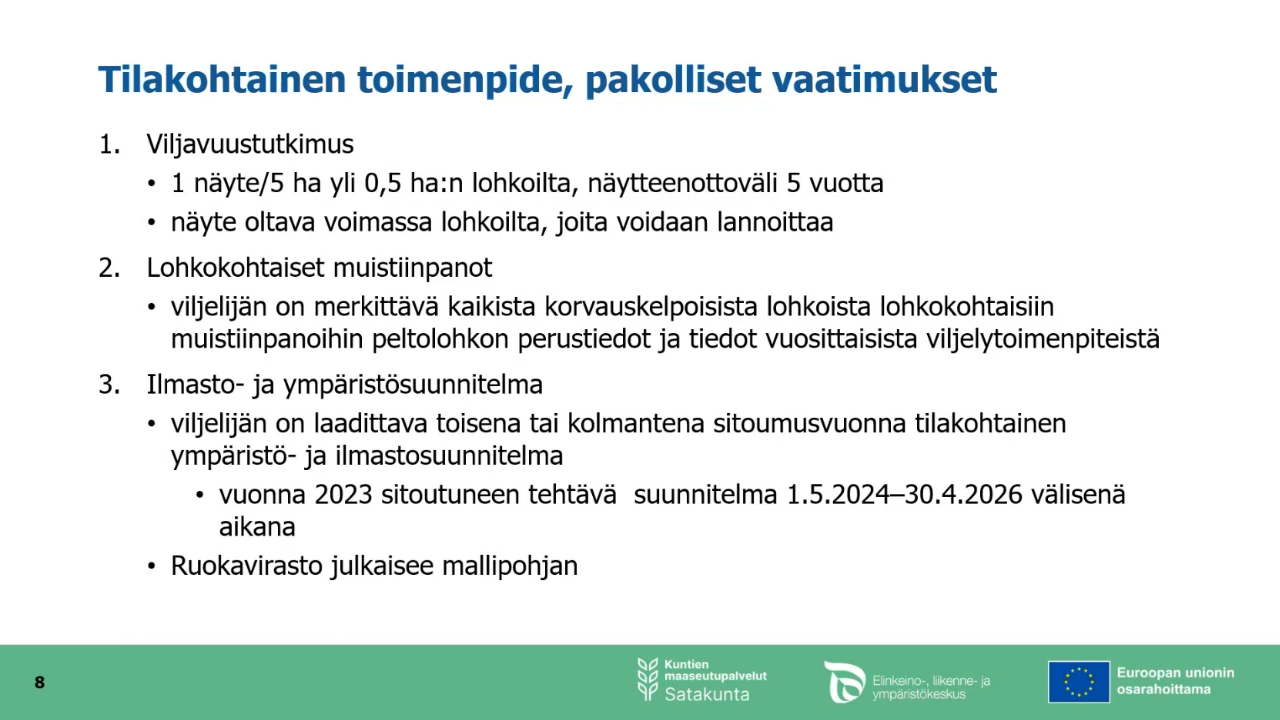 Tilakohtainen toimenpide, pakolliset vaatimukset
1. Viljavuustutkimus
• 1 näyte/5 ha yli 0,5 ha:n lohkoilta, näytteenottoväli 5 vuotta
• näyte oltava voimassa lohkoilta, joita voidaan lannoittaa
2. Lohkokohtaiset muistiinpanot
• viljelijän on merkittävä kaikista korvauskelpoisista lohkoista lohkokohtaisiin
muistiinpanoihin peltolohkon perustiedot ja tiedot vuosittaisista viljelytoimenpiteistä
3. Ilmasto- ja ympäristösuunnitelma
• viljelijän on laadittava toisena tai kolmantena sitoumusvuonna tilakohtainen
ympäristö- ja ilmastosuunnitelma
• vuonna 2023 sitoutuneen tehtävä  suunnitelma 1.5.2024–30.4.2026 välisenä
aikana
• Ruokavirasto julkaisee mallipohjan
8
Kuntien
maaseutupalvelut
Satakunta
Elinkeino-, liikenne- ja
ympäristökeskus
Euroopan unionin
osarahoittama